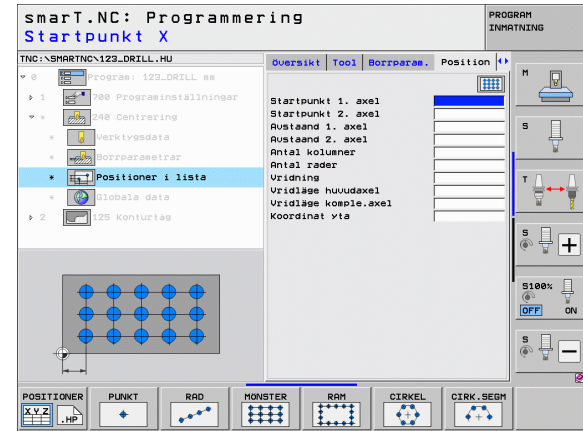 smarT.NC: Programmering
Startpunkt X
PROGRAM
INMATNING
TNC:\SMARTNC\123_DRILL.HU
0 Program: 123_DRILL mm
1 700 Programinställningar
* 240 Centrering
* Verktygsdata
* Borrparametrar
* Positioner i lista
* Globala data
2 125 Konturtåg
Översikt Tool Borrparam. Position
Startpunkt 1. axel
Startpunkt 2. axel
Avstaand 1. axel
Avstaand 2. axel
Antal kolumner
Antal rader
Vridning
Vridläge huvudaxel
Vridläge komple.axel
Koordinat yta
M
S
T
S
S100%
OFF ON
S
POSITIONER PUNKT RAD MÖNSTER RAM CIRKEL CIRK.SEGM
XYZ .HP